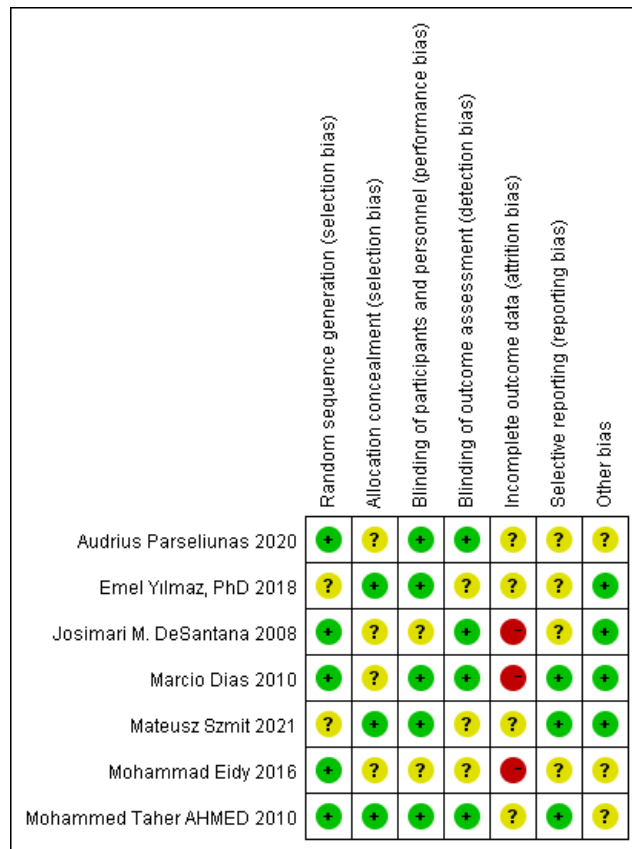 Random sequence generation (selection bias)
Allocation concealment (selection bias)
Blinding of participants and personnel (performance bias)
Blinding of outcome assessment (detection bias)
Incomplete outcome data (attrition bias)
Selective reporting (reporting bias)
Other bias
Audrius Parseliunas 2020 + ? + + ? ? ?
Emel Yılmaz, PhD 2018 ? + + ? ? ? +
Josimari M. DeSantana 2008 + ? ? + - ? +
Marcio Dias 2010 + ? + + - + +
Mateusz Szmit 2021 ? + + ? ? + +
Mohammad Eidy 2016 + ? ? ? - ? ?
Mohammed Taher AHMED 2010 + + + + ? + ?